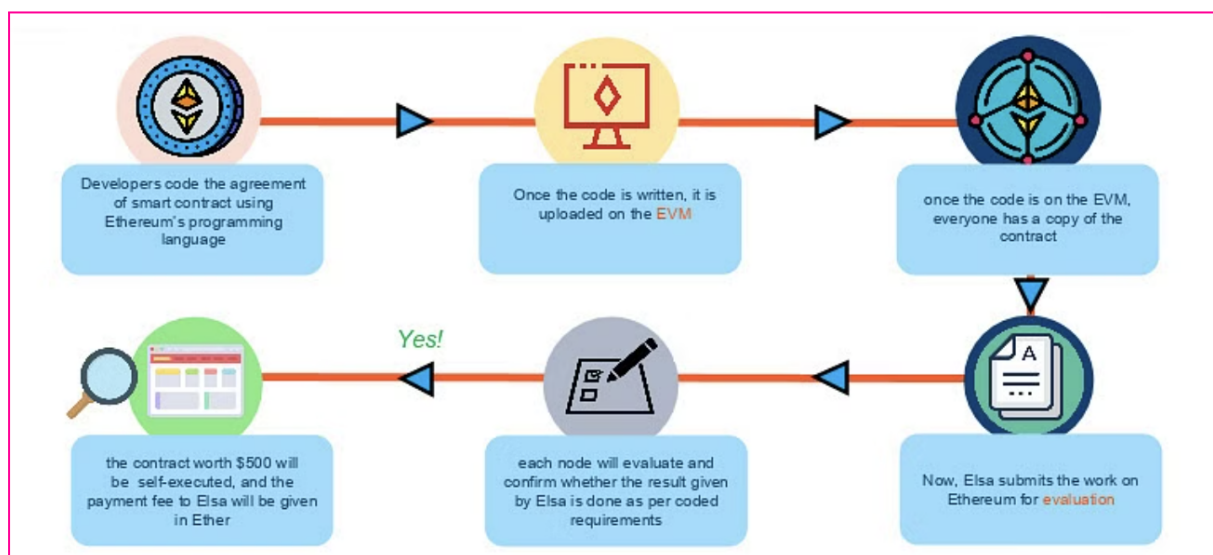 Developers code the agreement
of smart contract using
Ethereum's programming
language
Once the code is written, it is
uploaded on the EVM
once the code is on the EVM,
everyone has a copy of the
contract
Now, Elsa submits the work on
Ethereum for evaluation
A
each node will evaluate and
confirm whether the result given
by Elsa is done as per coded
requirements
Yes!
the contract worth $500 will
be self-executed, and the
payment fee to Elsa will be given
in Ether